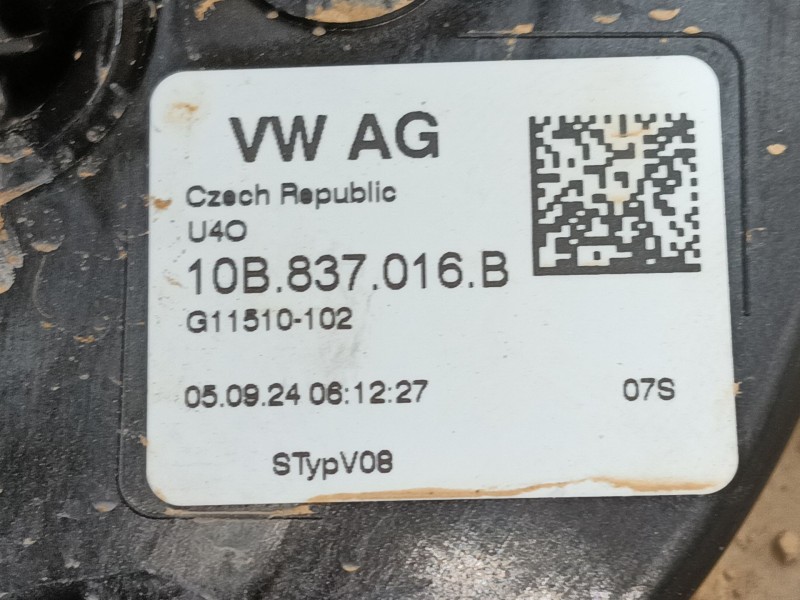 VW AG
Czech Republic
U4O
10B.837.016.B
G11510-102
05.09.24 06:12:27 07S
STypV08